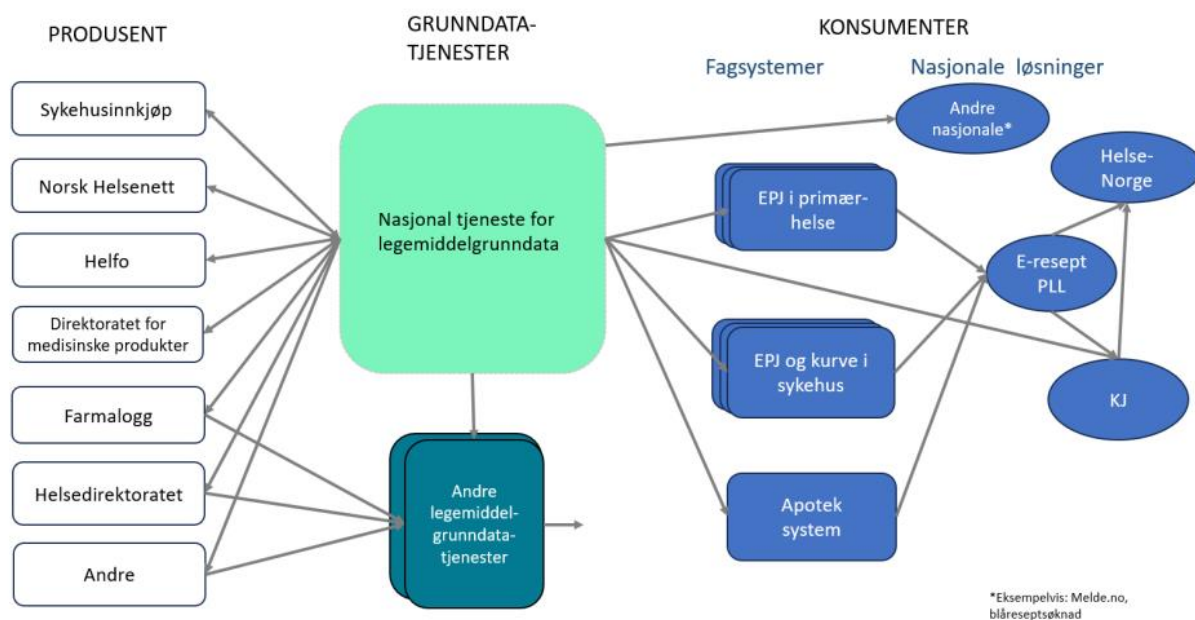 PRODUSENT
GRUNNDATA-
TJENESTER
KONSUMENTER
Fagsystemer
Nasjonale løsninger
Sykehusinnkjøp
Norsk Helsenett
Helfo
Direktoratet for
medisinske produkter
Farmalogg
Helsedirektoratet
Andre
Nasjonal tjeneste for
legemiddelgrunndata
Andre
legemiddel-
grunndata-
tjenester
EPJ i primær-
helse
EPJ og kurve i
sykehus
Apotek
system
Andre
nasjonale*
Helse-
Norge
E-resept
PLL
KJ
*Eksempelvis: Melde.no,
blåreseptsøknad